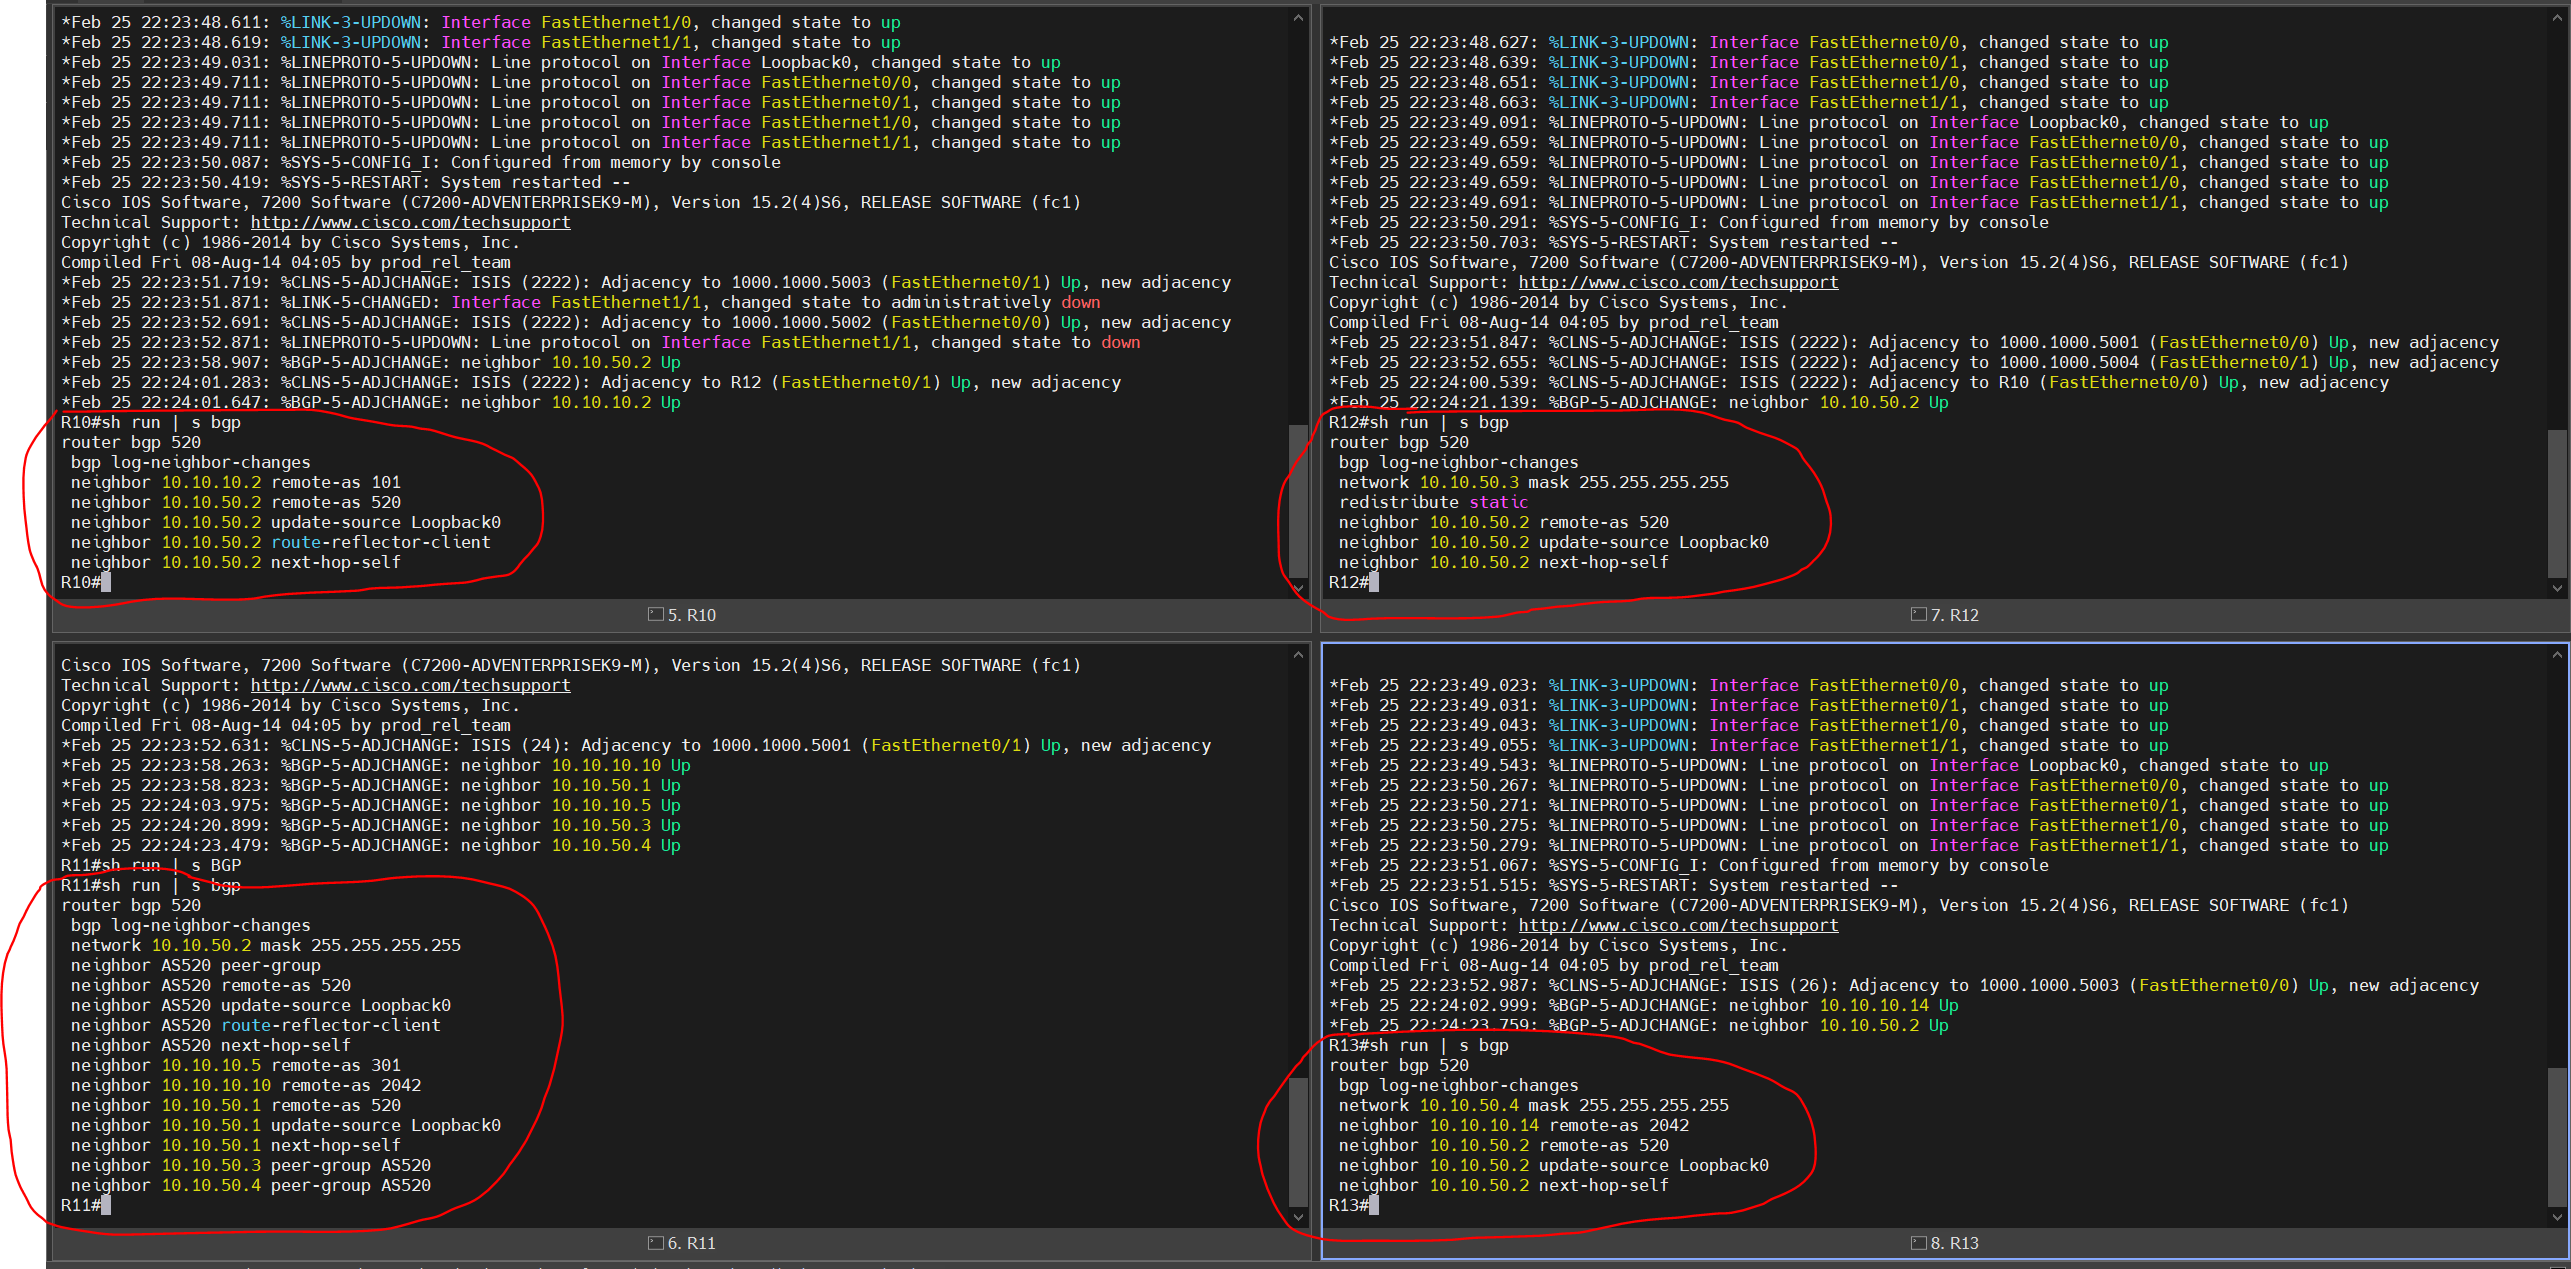 *Feb 25 22:23:48.611: %LINK-3-UPDOWN: Interface FastEthernet1/0, changed state to up
*Feb 25 22:23:48.619: %LINK-3-UPDOWN: Interface FastEthernet1/1, changed state to up
*Feb 25 22:23:49.031: %LINEPROTO-5-UPDOWN: Line protocol on Interface Loopback0, changed state to up
*Feb 25 22:23:49.711: %LINEPROTO-5-UPDOWN: Line protocol on Interface FastEthernet0/0, changed state to up
*Feb 25 22:23:49.711: %LINEPROTO-5-UPDOWN: Line protocol on Interface FastEthernet0/1, changed state to up
*Feb 25 22:23:49.711: %LINEPROTO-5-UPDOWN: Line protocol on Interface FastEthernet1/0, changed state to up
*Feb 25 22:23:49.711: %LINEPROTO-5-UPDOWN: Line protocol on Interface FastEthernet1/1, changed state to up
*Feb 25 22:23:50.087: %SYS-5-CONFIG_I: Configured from memory by console
*Feb 25 22:23:50.419: %SYS-5-RESTART: System restarted --
Cisco IOS Software, 7200 Software (C7200-ADVENTERPRISEK9-M), Version 15.2(4)S6, RELEASE SOFTWARE (fc1)
Technical Support: http://www.cisco.com/techsupport
Copyright (c) 1986-2014 by Cisco Systems, Inc.
Compiled Fri 08-Aug-14 04:05 by prod_rel_team
*Feb 25 22:23:51.719: %CLNS-5-ADJCHANGE: ISIS (2222): Adjacency to 1000.1000.5003 (FastEthernet0/1) Up, new adjacency
*Feb 25 22:23:51.871: %LINK-5-CHANGED: Interface FastEthernet1/1, changed state to administratively down
*Feb 25 22:23:52.691: %CLNS-5-ADJCHANGE: ISIS (2222): Adjacency to 1000.1000.5002 (FastEthernet0/0) Up, new adjacency
*Feb 25 22:23:52.871: %LINEPROTO-5-UPDOWN: Line protocol on Interface FastEthernet1/1, changed state to down
*Feb 25 22:23:58.907: %BGP-5-ADJCHANGE: neighbor 10.10.50.2 Up
*Feb 25 22:24:01.283: %CLNS-5-ADJCHANGE: ISIS (2222): Adjacency to R12 (FastEthernet0/1) Up, new adjacency
*Feb 25 22:24:01.647: %BGP-5-ADJCHANGE: neighbor 10.10.10.2 Up
R10#sh run | s bgp
router bgp 520
 bgp log-neighbor-changes
 neighbor 10.10.10.2 remote-as 101
 neighbor 10.10.50.2 remote-as 520
 neighbor 10.10.50.2 update-source Loopback0
 neighbor 10.10.50.2 route-reflector-client
 neighbor 10.10.50.2 next-hop-self
R10#
5. R10
*Feb 25 22:23:48.627: %LINK-3-UPDOWN: Interface FastEthernet0/0, changed state to up
*Feb 25 22:23:48.639: %LINK-3-UPDOWN: Interface FastEthernet0/1, changed state to up
*Feb 25 22:23:48.651: %LINK-3-UPDOWN: Interface FastEthernet1/0, changed state to up
*Feb 25 22:23:48.663: %LINK-3-UPDOWN: Interface FastEthernet1/1, changed state to up
*Feb 25 22:23:49.091: %LINEPROTO-5-UPDOWN: Line protocol on Interface Loopback0, changed state to up
*Feb 25 22:23:49.659: %LINEPROTO-5-UPDOWN: Line protocol on Interface FastEthernet0/0, changed state to up
*Feb 25 22:23:49.659: %LINEPROTO-5-UPDOWN: Line protocol on Interface FastEthernet0/1, changed state to up
*Feb 25 22:23:49.659: %LINEPROTO-5-UPDOWN: Line protocol on Interface FastEthernet1/0, changed state to up
*Feb 25 22:23:49.691: %LINEPROTO-5-UPDOWN: Line protocol on Interface FastEthernet1/1, changed state to up
*Feb 25 22:23:50.291: %SYS-5-CONFIG_I: Configured from memory by console
*Feb 25 22:23:50.703: %SYS-5-RESTART: System restarted --
Cisco IOS Software, 7200 Software (C7200-ADVENTERPRISEK9-M), Version 15.2(4)S6, RELEASE SOFTWARE (fc1)
Technical Support: http://www.cisco.com/techsupport
Copyright (c) 1986-2014 by Cisco Systems, Inc.
Compiled Fri 08-Aug-14 04:05 by prod_rel_team
*Feb 25 22:23:51.847: %CLNS-5-ADJCHANGE: ISIS (2222): Adjacency to 1000.1000.5001 (FastEthernet0/0) Up, new adjacency
*Feb 25 22:23:52.655: %CLNS-5-ADJCHANGE: ISIS (2222): Adjacency to 1000.1000.5004 (FastEthernet0/1) Up, new adjacency
*Feb 25 22:24:00.539: %CLNS-5-ADJCHANGE: ISIS (2222): Adjacency to R10 (FastEthernet0/0) Up, new adjacency
*Feb 25 22:24:21.139: %BGP-5-ADJCHANGE: neighbor 10.10.50.2 Up
R12#sh run | s bgp
router bgp 520
 bgp log-neighbor-changes
 network 10.10.50.3 mask 255.255.255.255
 redistribute static
 neighbor 10.10.50.2 remote-as 520
 neighbor 10.10.50.2 update-source Loopback0
 neighbor 10.10.50.2 next-hop-self
R12#
7. R12
Cisco IOS Software, 7200 Software (C7200-ADVENTERPRISEK9-M), Version 15.2(4)S6, RELEASE SOFTWARE (fc1)
Technical Support: http://www.cisco.com/techsupport
Copyright (c) 1986-2014 by Cisco Systems, Inc.
Compiled Fri 08-Aug-14 04:05 by prod_rel_team
*Feb 25 22:23:52.631: %CLNS-5-ADJCHANGE: ISIS (24): Adjacency to 1000.1000.5001 (FastEthernet0/1) Up, new adjacency
*Feb 25 22:23:58.263: %BGP-5-ADJCHANGE: neighbor 10.10.10.10 Up
*Feb 25 22:23:58.823: %BGP-5-ADJCHANGE: neighbor 10.10.50.1 Up
*Feb 25 22:24:03.975: %BGP-5-ADJCHANGE: neighbor 10.10.10.5 Up
*Feb 25 22:24:20.899: %BGP-5-ADJCHANGE: neighbor 10.10.50.3 Up
*Feb 25 22:24:23.479: %BGP-5-ADJCHANGE: neighbor 10.10.50.4 Up
R11#sh run | s BGP
R11#sh run | s bgp
router bgp 520
 bgp log-neighbor-changes
 network 10.10.50.2 mask 255.255.255.255
 neighbor AS520 peer-group
 neighbor AS520 remote-as 520
 neighbor AS520 update-source Loopback0
 neighbor AS520 route-reflector-client
 neighbor AS520 next-hop-self
 neighbor 10.10.10.5 remote-as 301
 neighbor 10.10.10.10 remote-as 2042
 neighbor 10.10.50.1 remote-as 520
 neighbor 10.10.50.1 update-source Loopback0
 neighbor 10.10.50.1 next-hop-self
 neighbor 10.10.50.3 peer-group AS520
 neighbor 10.10.50.4 peer-group AS520
R11#
6. R11
*Feb 25 22:23:49.023: %LINK-3-UPDOWN: Interface FastEthernet0/0, changed state to up
*Feb 25 22:23:49.031: %LINK-3-UPDOWN: Interface FastEthernet0/1, changed state to up
*Feb 25 22:23:49.043: %LINK-3-UPDOWN: Interface FastEthernet1/0, changed state to up
*Feb 25 22:23:49.055: %LINK-3-UPDOWN: Interface FastEthernet1/1, changed state to up
*Feb 25 22:23:49.543: %LINEPROTO-5-UPDOWN: Line protocol on Interface Loopback0, changed state to up
*Feb 25 22:23:50.267: %LINEPROTO-5-UPDOWN: Line protocol on Interface FastEthernet0/0, changed state to up
*Feb 25 22:23:50.271: %LINEPROTO-5-UPDOWN: Line protocol on Interface FastEthernet0/1, changed state to up
*Feb 25 22:23:50.275: %LINEPROTO-5-UPDOWN: Line protocol on Interface FastEthernet1/0, changed state to up
*Feb 25 22:23:50.279: %LINEPROTO-5-UPDOWN: Line protocol on Interface FastEthernet1/1, changed state to up
*Feb 25 22:23:51.067: %SYS-5-CONFIG_I: Configured from memory by console
*Feb 25 22:23:51.515: %SYS-5-RESTART: System restarted --
Cisco IOS Software, 7200 Software (C7200-ADVENTERPRISEK9-M), Version 15.2(4)S6, RELEASE SOFTWARE (fc1)
Technical Support: http://www.cisco.com/techsupport
Copyright (c) 1986-2014 by Cisco Systems, Inc.
Compiled Fri 08-Aug-14 04:05 by prod_rel_team
*Feb 25 22:23:52.987: %CLNS-5-ADJCHANGE: ISIS (26): Adjacency to 1000.1000.5003 (FastEthernet0/0) Up, new adjacency
*Feb 25 22:24:02.999: %BGP-5-ADJCHANGE: neighbor 10.10.10.14 Up
*Feb 25 22:24:23.759: %BGP-5-ADJCHANGE: neighbor 10.10.50.2 Up
R13#sh run | s bgp
router bgp 520
 bgp log-neighbor-changes
 network 10.10.50.4 mask 255.255.255.255
 neighbor 10.10.10.14 remote-as 2042
 neighbor 10.10.50.2 remote-as 520
 neighbor 10.10.50.2 update-source Loopback0
 neighbor 10.10.50.2 next-hop-self
R13#
8. R13